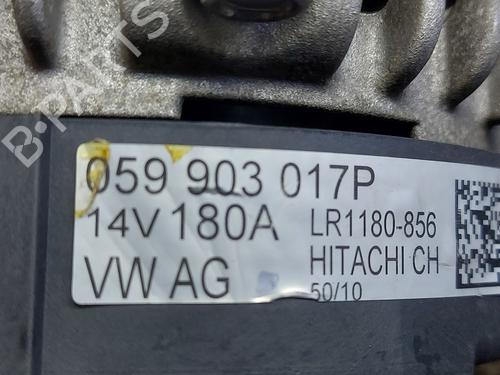 B-PARTS
059 903 017P
14V 180A LR1180-856
VW AG HITACHI CH
50/10